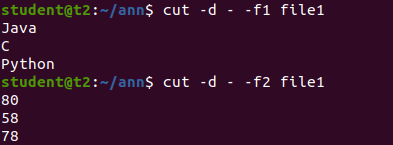 student@t2:~/ann$ cut -d - -f1 file1
Java
C
Python
student@t2:~/ann$ cut -d - -f2 file1
80
58
78